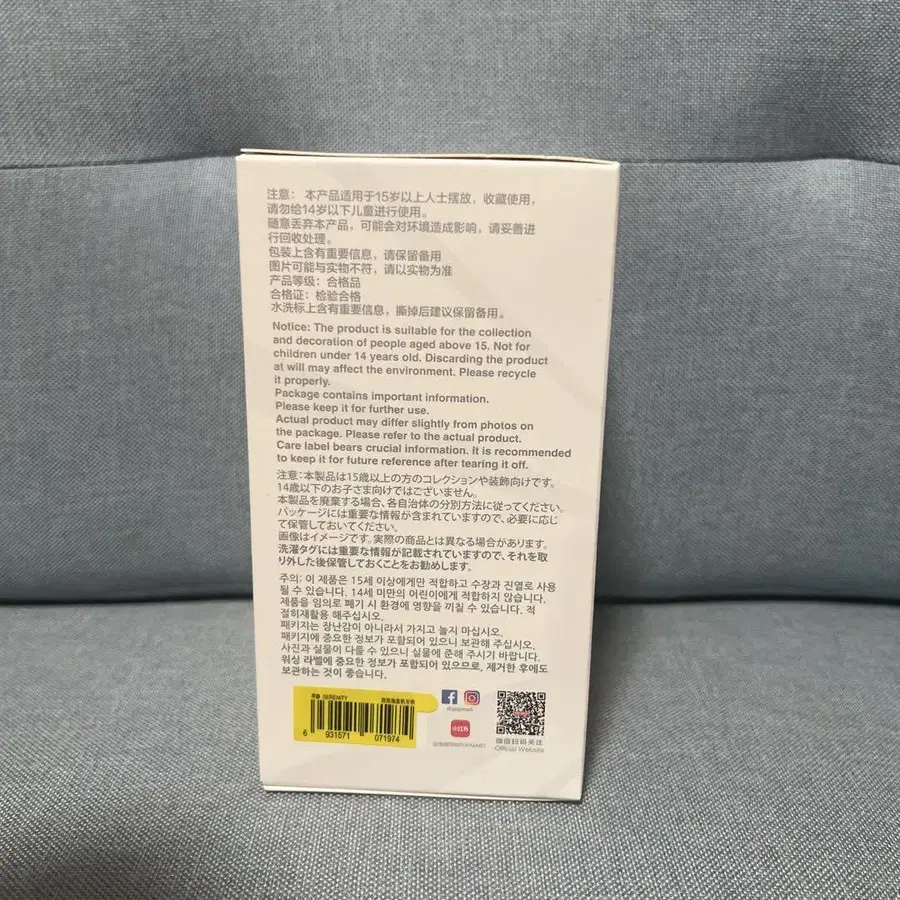 注意： 本产品适用于15岁以上人士摆放，收藏使用，
请勿给14岁以下儿童进行使用。
随意丢弃本产品，可能会对环境造成影响，请妥善进
行回收处理。
包装上含有重要信息，请保留备用
图片可能与实物不符，请以实物为准
产品等级：合格品
合格证：检验合格
水洗标上含有重要信息，撕掉后建议保留备用。
Notice: The product is suitable for the collection
and decoration of people aged above 15. Not for
children under 14 years old. Discarding the product
at will may affect the environment. Please recycle
it properly.
Package contains important information.
Please keep it for further use.
Actual product may differ slightly from photos on
the package. Please refer to the actual product.
Care label bears crucial information. It is recommended
to keep it for future reference after tearing it off.
注意：本製品は15歳以上の方のコレクションや装飾向けです。
14歳以下のお子さま向けではございません。
本製品を廃棄する場合、各自治体の分別方法に従ってください。
パッケージには重要な情報が含まれていますので、必要に応じ
て保管しておいてください。
画像はイメージです。実際の商品とは異なる場合があります。
洗濯タグには重要な情報が記載されていますので、それを取
り外した後保管しておくことをお勧めします。
주의: 이 제품은 15세 이상에게만 적합하고 수장과 진열로 사용
될 수 있습니다. 14세 미만의 어린이에게 적합하지 않습니다.
제품을 임의로 폐기 시 환경에 영향을 끼칠 수 있습니다. 적
절히재활용 해주십시오.
패키지는 장난감이 아니라서 가지고 놀지 마십시오.
패키지에 중요한 정보가 포함되어 있으니 보관해 주십시오.
사진과 실물이 다를 수 있으니 실물에 준해 주시기 바랍니다.
워싱 라벨에 중요한 정보가 포함되어 있으므로, 제거한 후에도
보관하는 것이 좋습니다.
平静 SERENITY
6 931571 071974
@popmart
小红书
微信扫码关注
Official Website